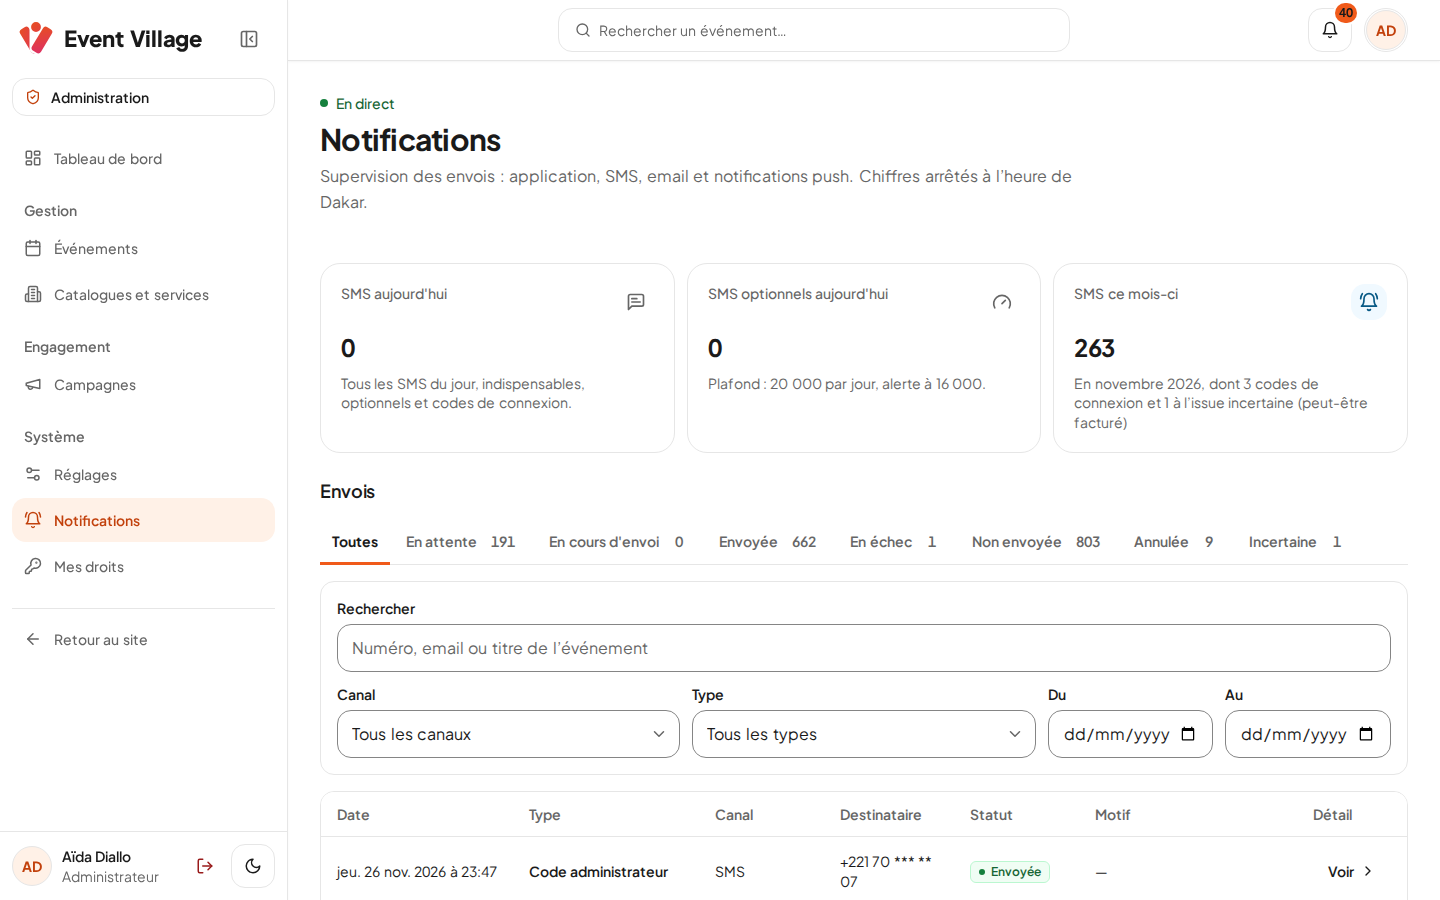 Event Village
Rechercher un événement…
40
AD
Administration
Tableau de bord
Gestion
Événements
Catalogues et services
Engagement
Campagnes
Système
Réglages
Notifications
Mes droits
Retour au site
AD
Aïda Diallo
Administrateur
En direct
Notifications
Supervision des envois : application, SMS, email et notifications push. Chiffres arrêtés à l’heure de
Dakar.
SMS aujourd'hui
0
Tous les SMS du jour, indispensables,
optionnels et codes de connexion.
SMS optionnels aujourd'hui
0
Plafond : 20 000 par jour, alerte à 16 000.
SMS ce mois-ci
263
En novembre 2026, dont 3 codes de
connexion et 1 à l'issue incertaine (peut-être
facturé)
Envois
Toutes En attente 191 En cours d'envoi 0 Envoyée 662 En échec 1 Non envoyée 803 Annulée 9 Incertaine 1
Rechercher
Numéro, email ou titre de l’événement
Canal Type Du Au
Tous les canaux Tous les types dd/mm/yyyy dd/mm/yyyy
Date Type Canal Destinataire Statut Motif Détail
jeu. 26 nov. 2026 à 23:47 Code administrateur SMS +221 70 *** ** 07 Envoyée — Voir